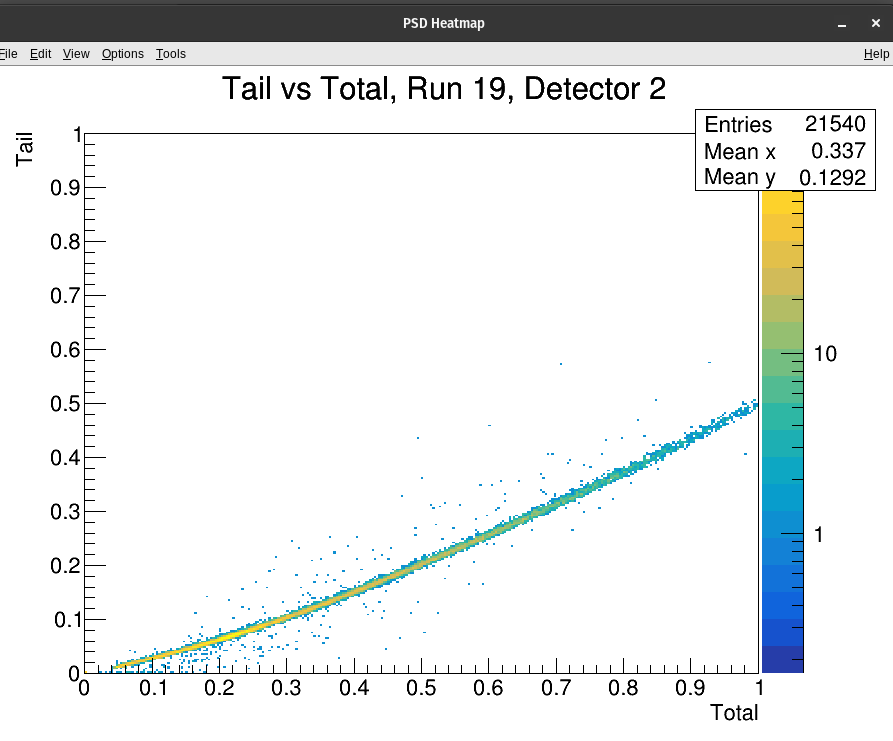 PSD Heatmap
File Edit View Options Tools Help
Tail vs Total, Run 19, Detector 2
Entries 21540
Mean x 0.337
Mean y 0.1292
Tail
1
0.9
0.8
0.7
0.6
0.5
0.4
0.3
0.2
0.1
0
10
1
0 0.1 0.2 0.3 0.4 0.5 0.6 0.7 0.8 0.9 1
Total